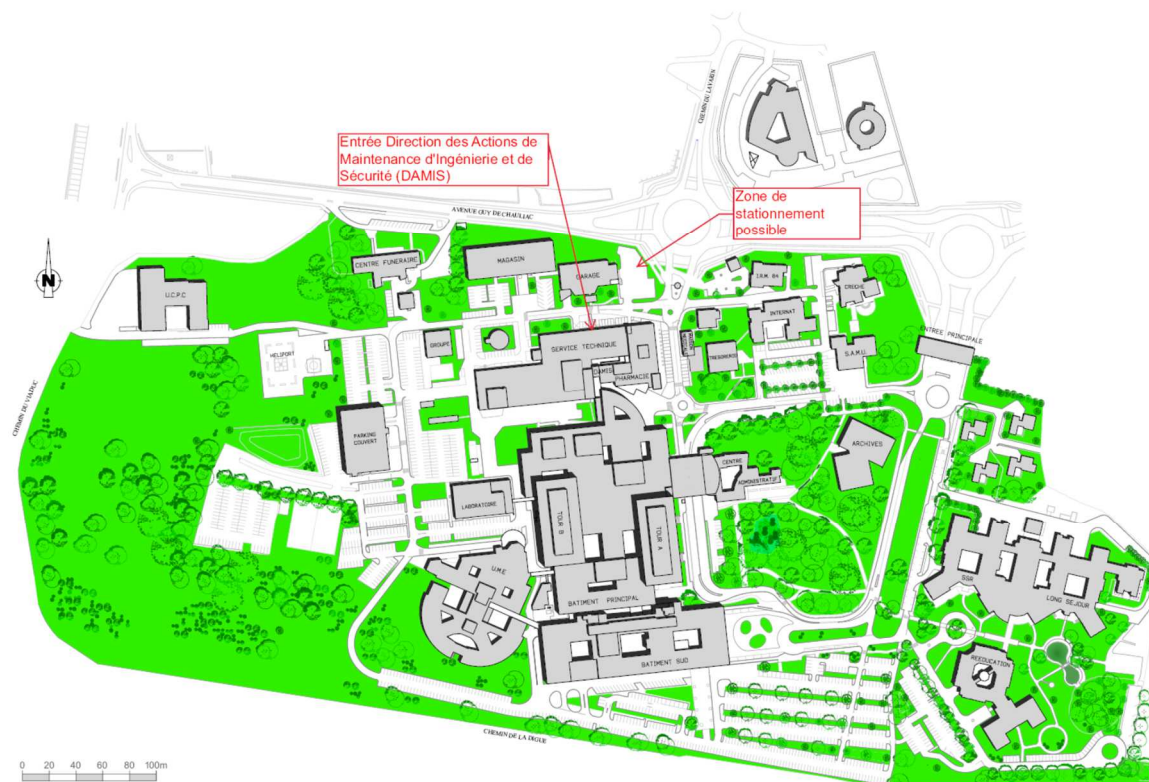 CHEMIN DU LAVARIN
Entrée Direction des Actions de
Maintenance d'Ingénierie et de
Sécurité (DAMIS)
Zone de
stationnement
possible
AVENUE GUY DE CHAULIAC
CENTRE FUNERAIRE
MAGASIN
GARAGE
I.R.M. 84
CRECHE
U.C.P.C
N
INTERNAT
ENTREE PRINCIPALE
GROUPE
SERVICE TECHNIQUE
S.A.M.U.
HELIPORT
DAMIS
PHARMACIE
CHEMIN DU VIADUC
PARKING
COUVERT
ARCHIVES
CENTRE
ADMINISTRATIF
LABORATOIRE
TOUR B
TOUR A
U.M.E
SSR
LONG SEJOUR
BATIMENT PRINCIPAL
BATIMENT SUD
REEDUCATION
CHEMIN DE LA DIGUE
0 20 40 60 80 100m